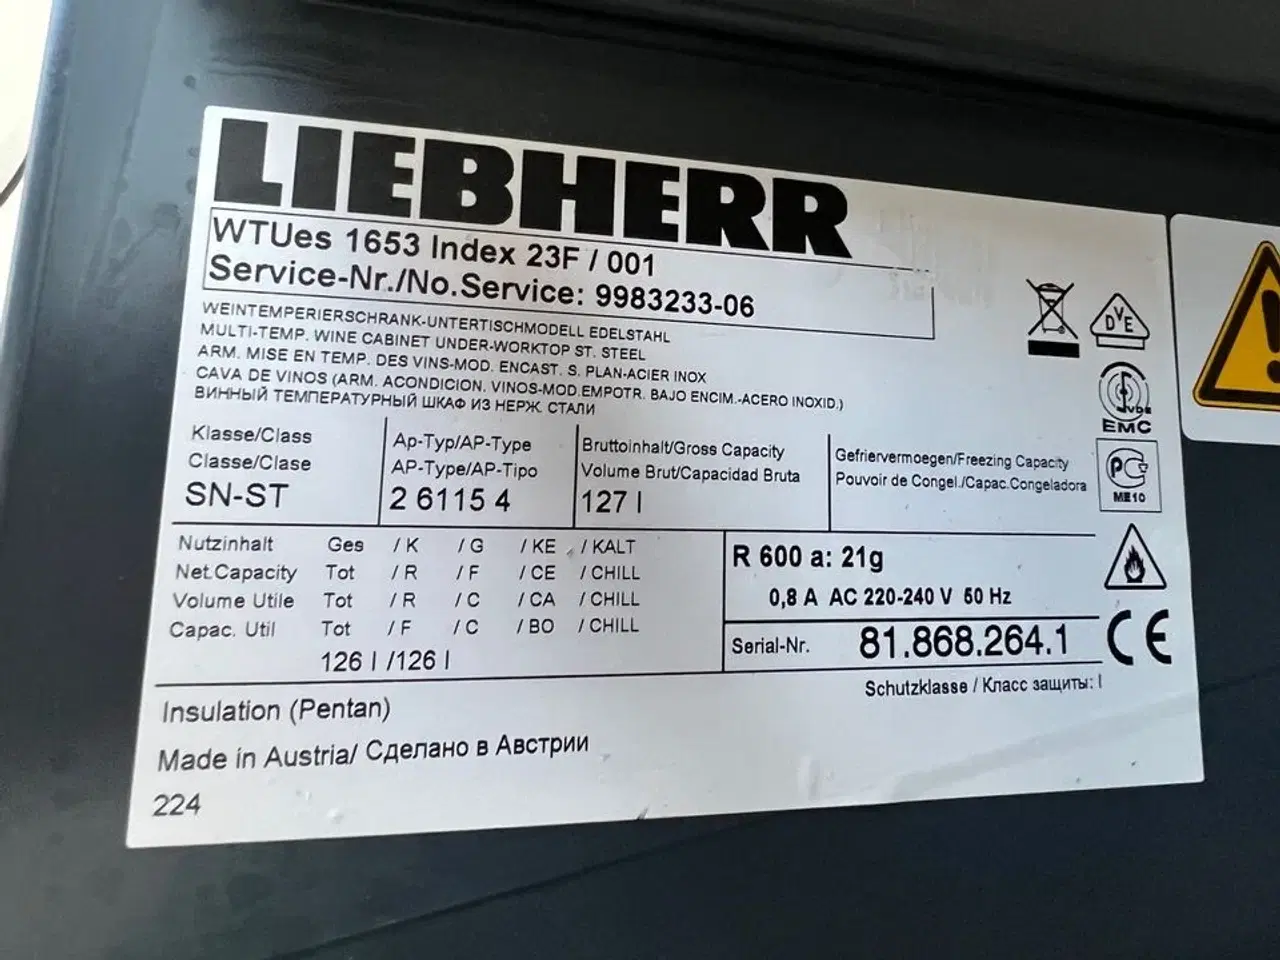 LIEBHERR
WTUes 1653 Index 23F / 001
Service-Nr./No.Service: 9983233-06
WEINTEMPERIERSCHRANK-UNTERTISCHMODELL EDELSTAHL
MULTI-TEMP. WINE CABINET UNDER-WORKTOP ST. STEEL
ARM. MISE EN TEMP. DES VINS-MOD. ENCAST. S. PLAN-ACIER INOX
CAVA DE VINOS (ARM. ACONDICION. VINOS-MOD.EMPOTR. BAJO ENCIM.-ACERO INOXID.)
ВИННЫЙ ТЕМПЕРАТУРНЫЙ ШКАФ ИЗ НЕРЖ. СТАЛИ
DVE
VDE
EMC
PC
ME10
Klasse/Class
Classe/Clase
SN-ST
Ap-Typ/AP-Type
AP-Type/AP-Tipo
2 6115 4
Bruttoinhalt/Gross Capacity
Volume Brut/Capacidad Bruta
127 l
Gefriervermoegen/Freezing Capacity
Pouvoir de Congel./Capac.Congeladora
Nutzinhalt Ges / K / G / KE / KALT
Net.Capacity Tot / R / F / CE / CHILL
Volume Utile Tot / R / C / CA / CHILL
Capac. Util Tot / F / C / BO / CHILL
126 l /126 l
R 600 a: 21g
0,8 A AC 220-240 V 50 Hz
Serial-Nr. 81.868.264.1
CE
Schutzklasse / Класс защиты: I
Insulation (Pentan)
Made in Austria/ Сделано в Австрии
224